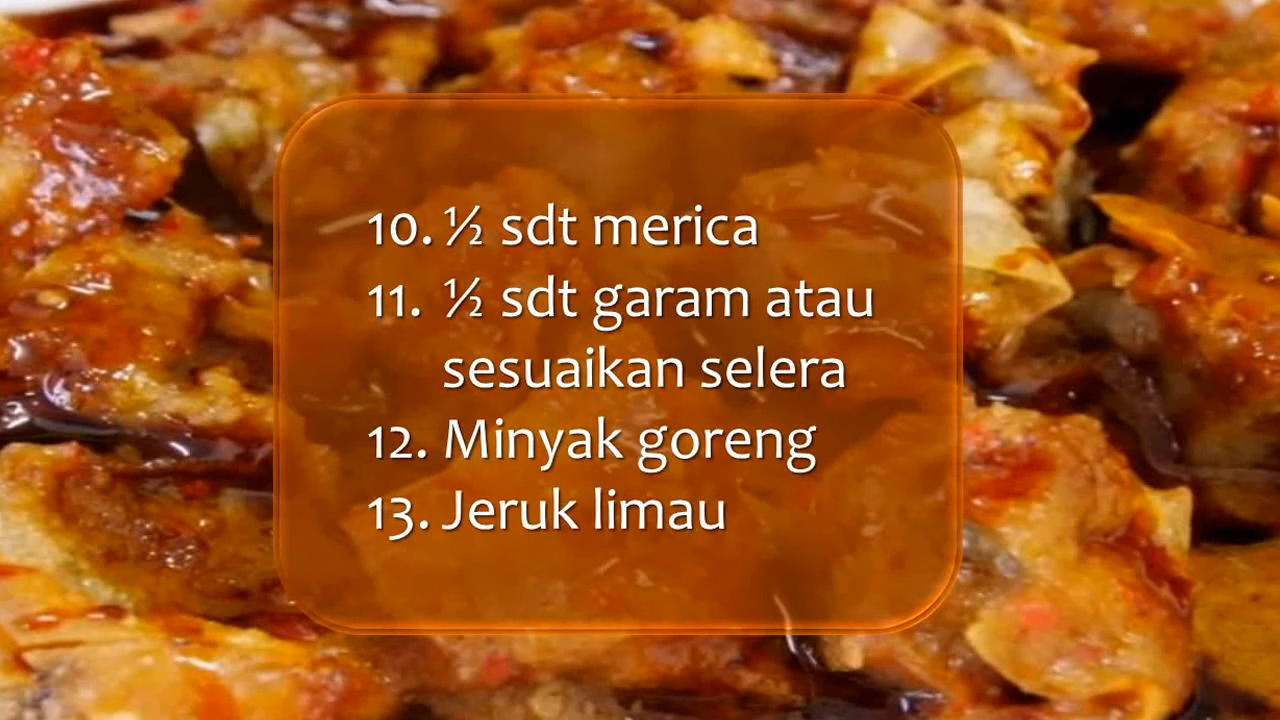 10. ½ sdt merica
11. ½ sdt garam atau
sesuaikan selera
12. Minyak goreng
13. Jeruk limau